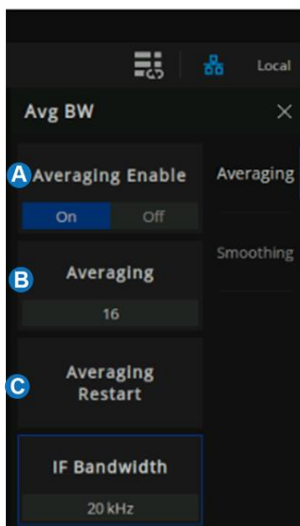 Local
Avg BW
A
Averaging Enable
Averaging
On
Off
Smoothing
B
Averaging
16
C
Averaging
Restart
IF Bandwidth
20 kHz